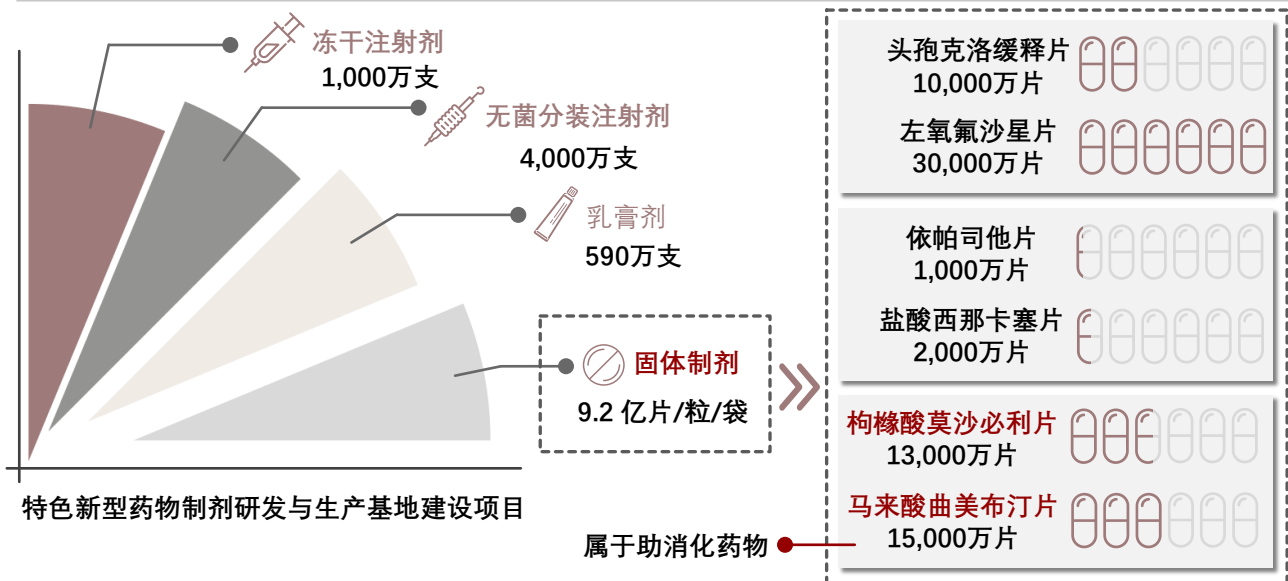 冻干注射剂
1,000万支
无菌分装注射剂
4,000万支
乳膏剂
590万支
固体制剂
9.2 亿片/粒/袋
特色新型药物制剂研发与生产基地建设项目
头孢克洛缓释片
10,000万片
左氧氟沙星片
30,000万片
依帕司他片
1,000万片
盐酸西那卡塞片
2,000万片
枸橼酸莫沙必利片
13,000万片
马来酸曲美布汀片
15,000万片
属于助消化药物